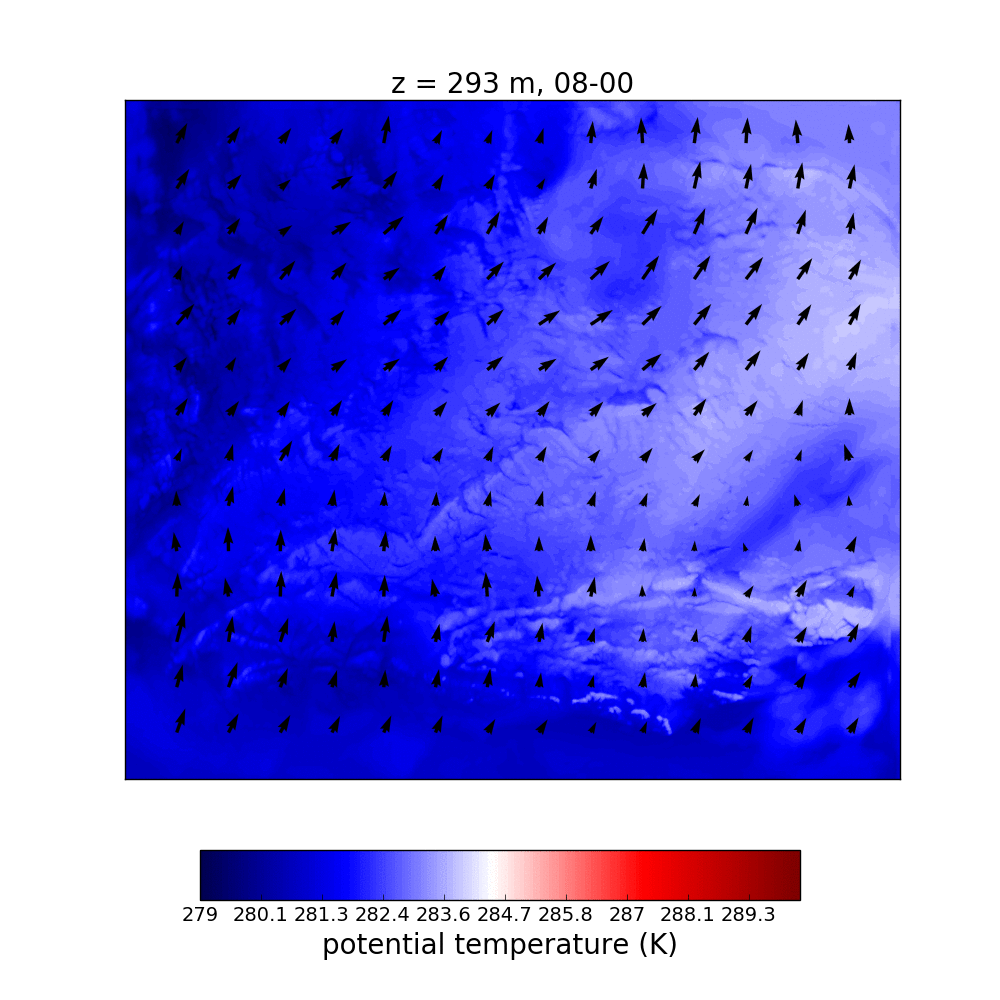 z = 293 m, 08-00
279 280.1 281.3 282.4 283.6 284.7 285.8 287 288.1 289.3
potential temperature (K)